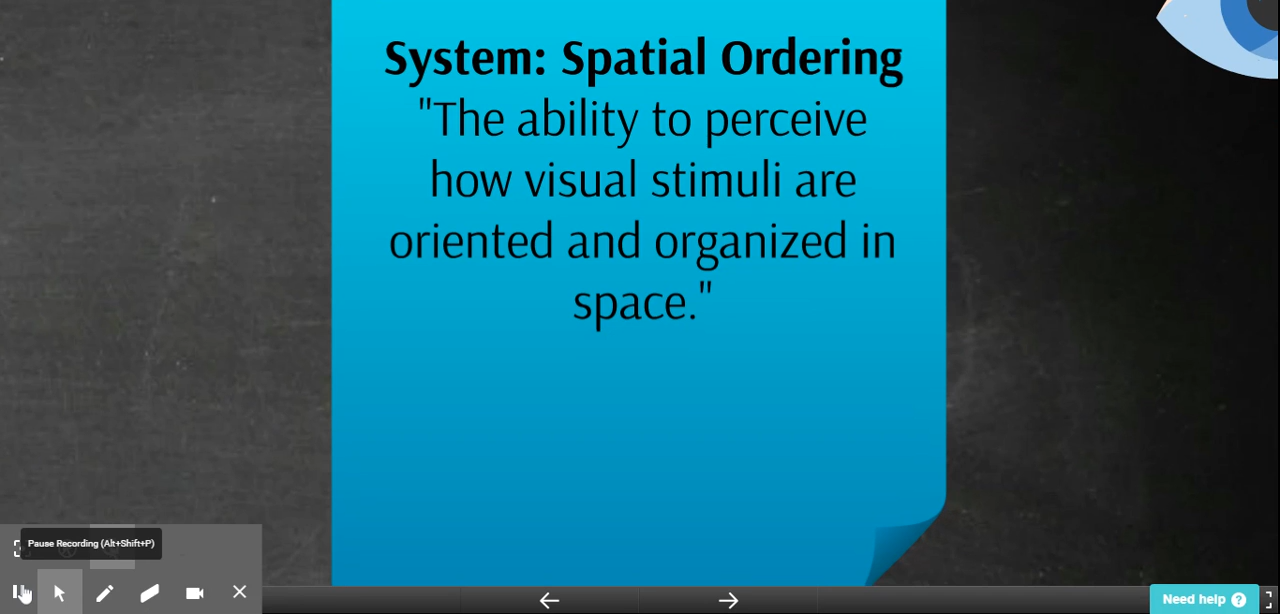 System: Spatial Ordering
"The ability to perceive
how visual stimuli are
oriented and organized in
space."
Pause Recording (Alt+Shift+P)
Need help ?